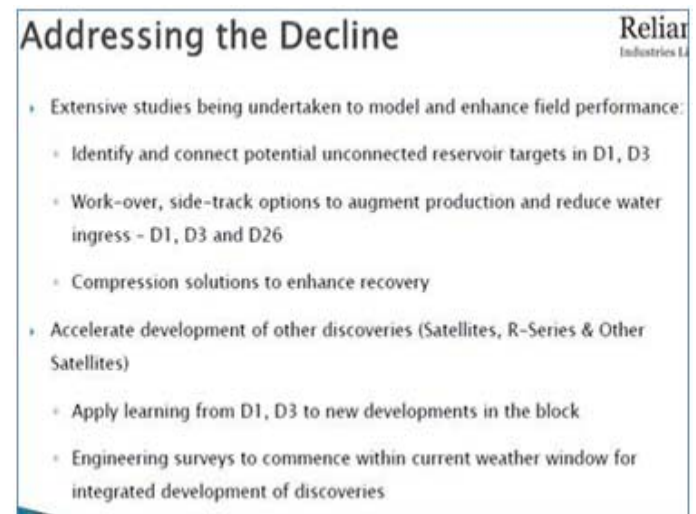 Addressing the Decline
Relian
Industries Li
Extensive studies being undertaken to model and enhance field performance:
Identify and connect potential unconnected reservoir targets in D1, D3
Work-over, side-track options to augment production and reduce water
ingress - D1, D3 and D26
Compression solutions to enhance recovery
Accelerate development of other discoveries (Satellites, R-Series & Other
Satellites)
Apply learning from D1, D3 to new developments in the block
Engineering surveys to commence within current weather window for
integrated development of discoveries